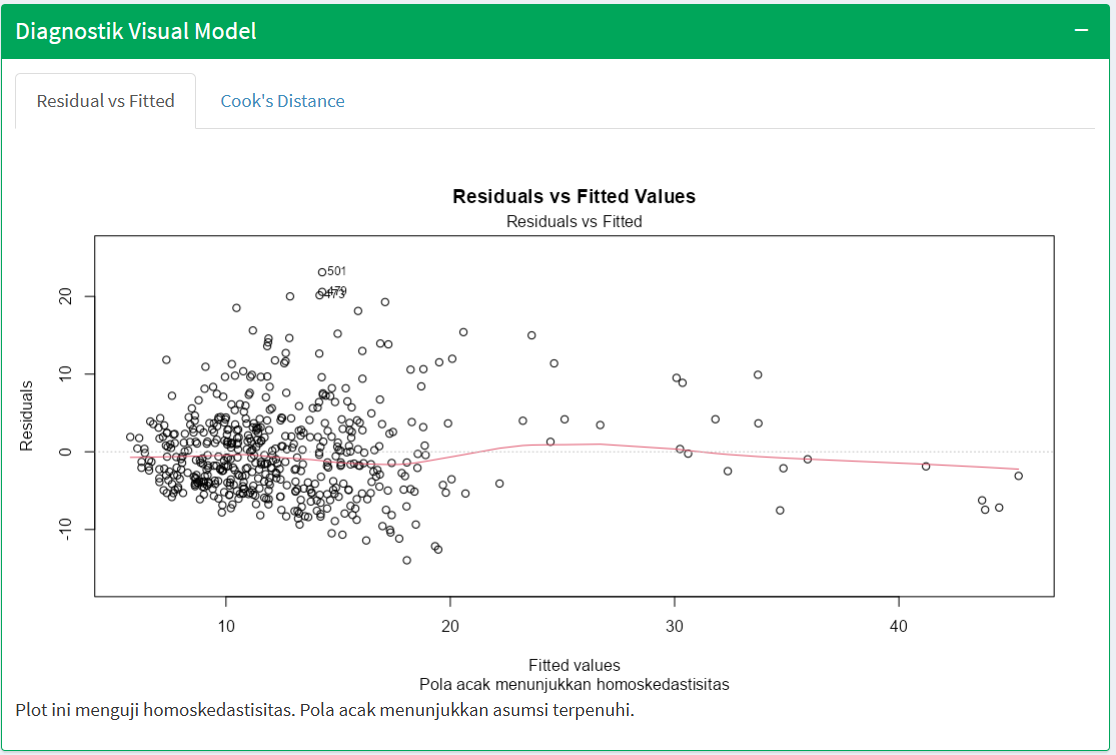 Diagnostik Visual Model
Residual vs Fitted
Cook's Distance
Residuals vs Fitted Values
Residuals vs Fitted
501
479
473
20
10
0
-10
Residuals
10
20
30
40
Fitted values
Pola acak menunjukkan homoskedastisitas
Plot ini menguji homoskedastisitas. Pola acak menunjukkan asumsi terpenuhi.